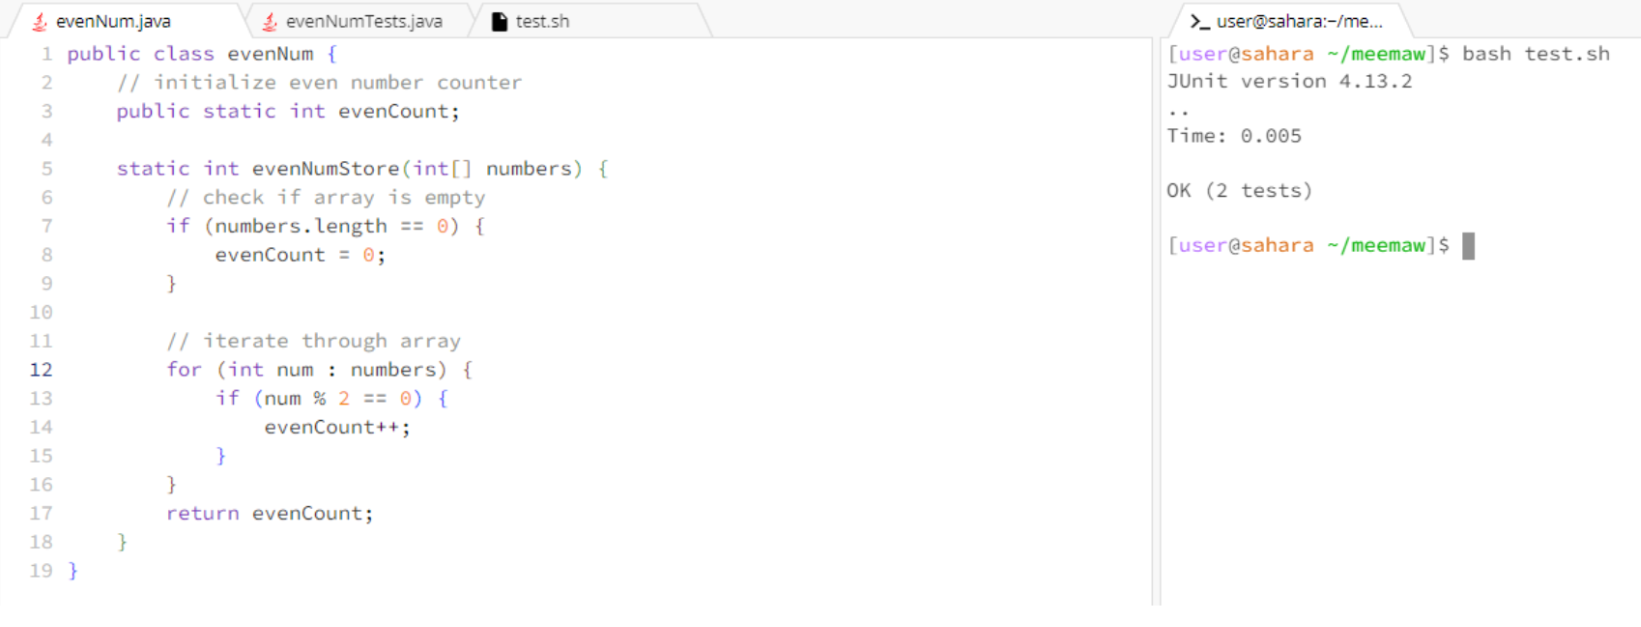 evenNum.java evenNumTests.java test.sh
1 public class evenNum {
2 // initialize even number counter
3 public static int evenCount;
4
5 static int evenNumStore(int[] numbers) {
6 // check if array is empty
7 if (numbers.length == 0) {
8 evenCount = 0;
9 }
10
11 // iterate through array
12 for (int num : numbers) {
13 if (num % 2 == 0) {
14 evenCount++;
15 }
16 }
17 return evenCount;
18 }
19 }
>_ user@sahara:~/me...
[user@sahara ~/meemaw]$ bash test.sh
JUnit version 4.13.2
..
Time: 0.005
OK (2 tests)
[user@sahara ~/meemaw]$